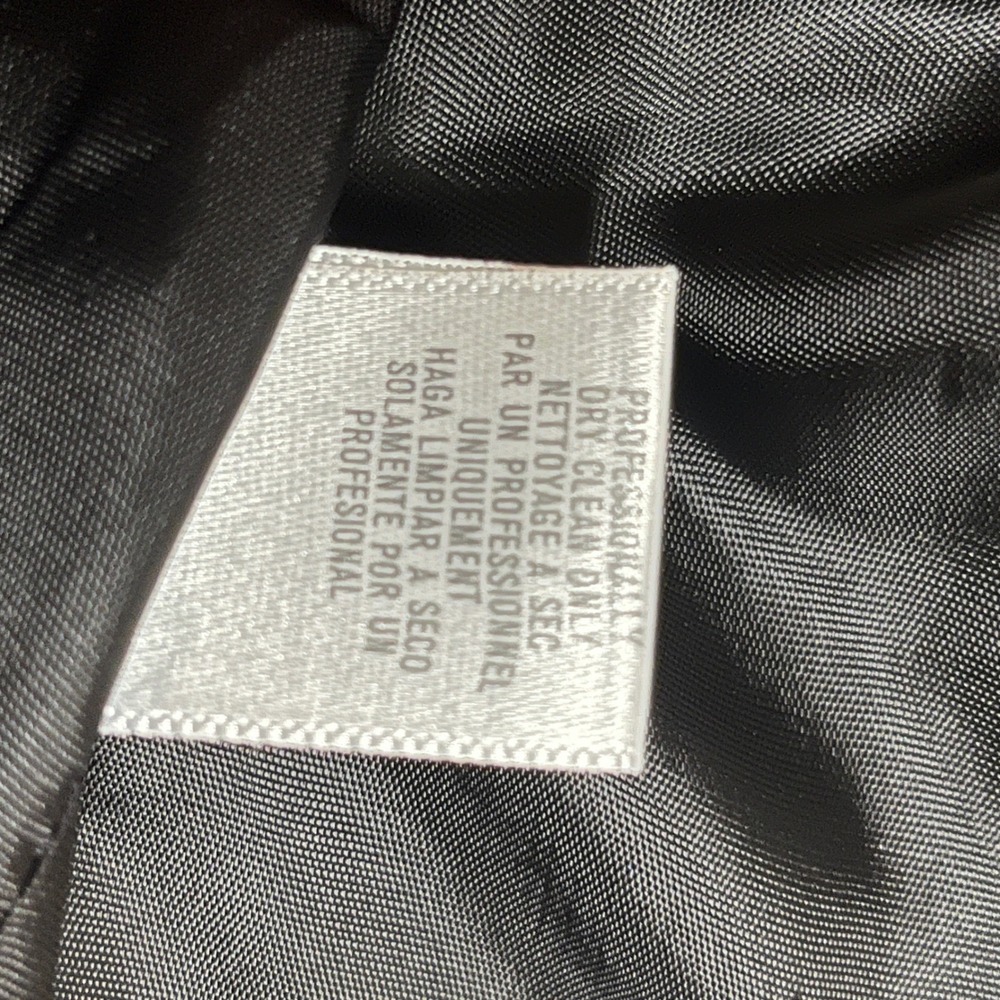 PROFESSIONALLY
DRY CLEAN ONLY
NETTOYAGE A SEC
PAR UN PROFESSIONNEL
UNIQUEMENT
HAGA LIMPIAR A SECO
SOLAMENTE POR UN
PROFESIONAL